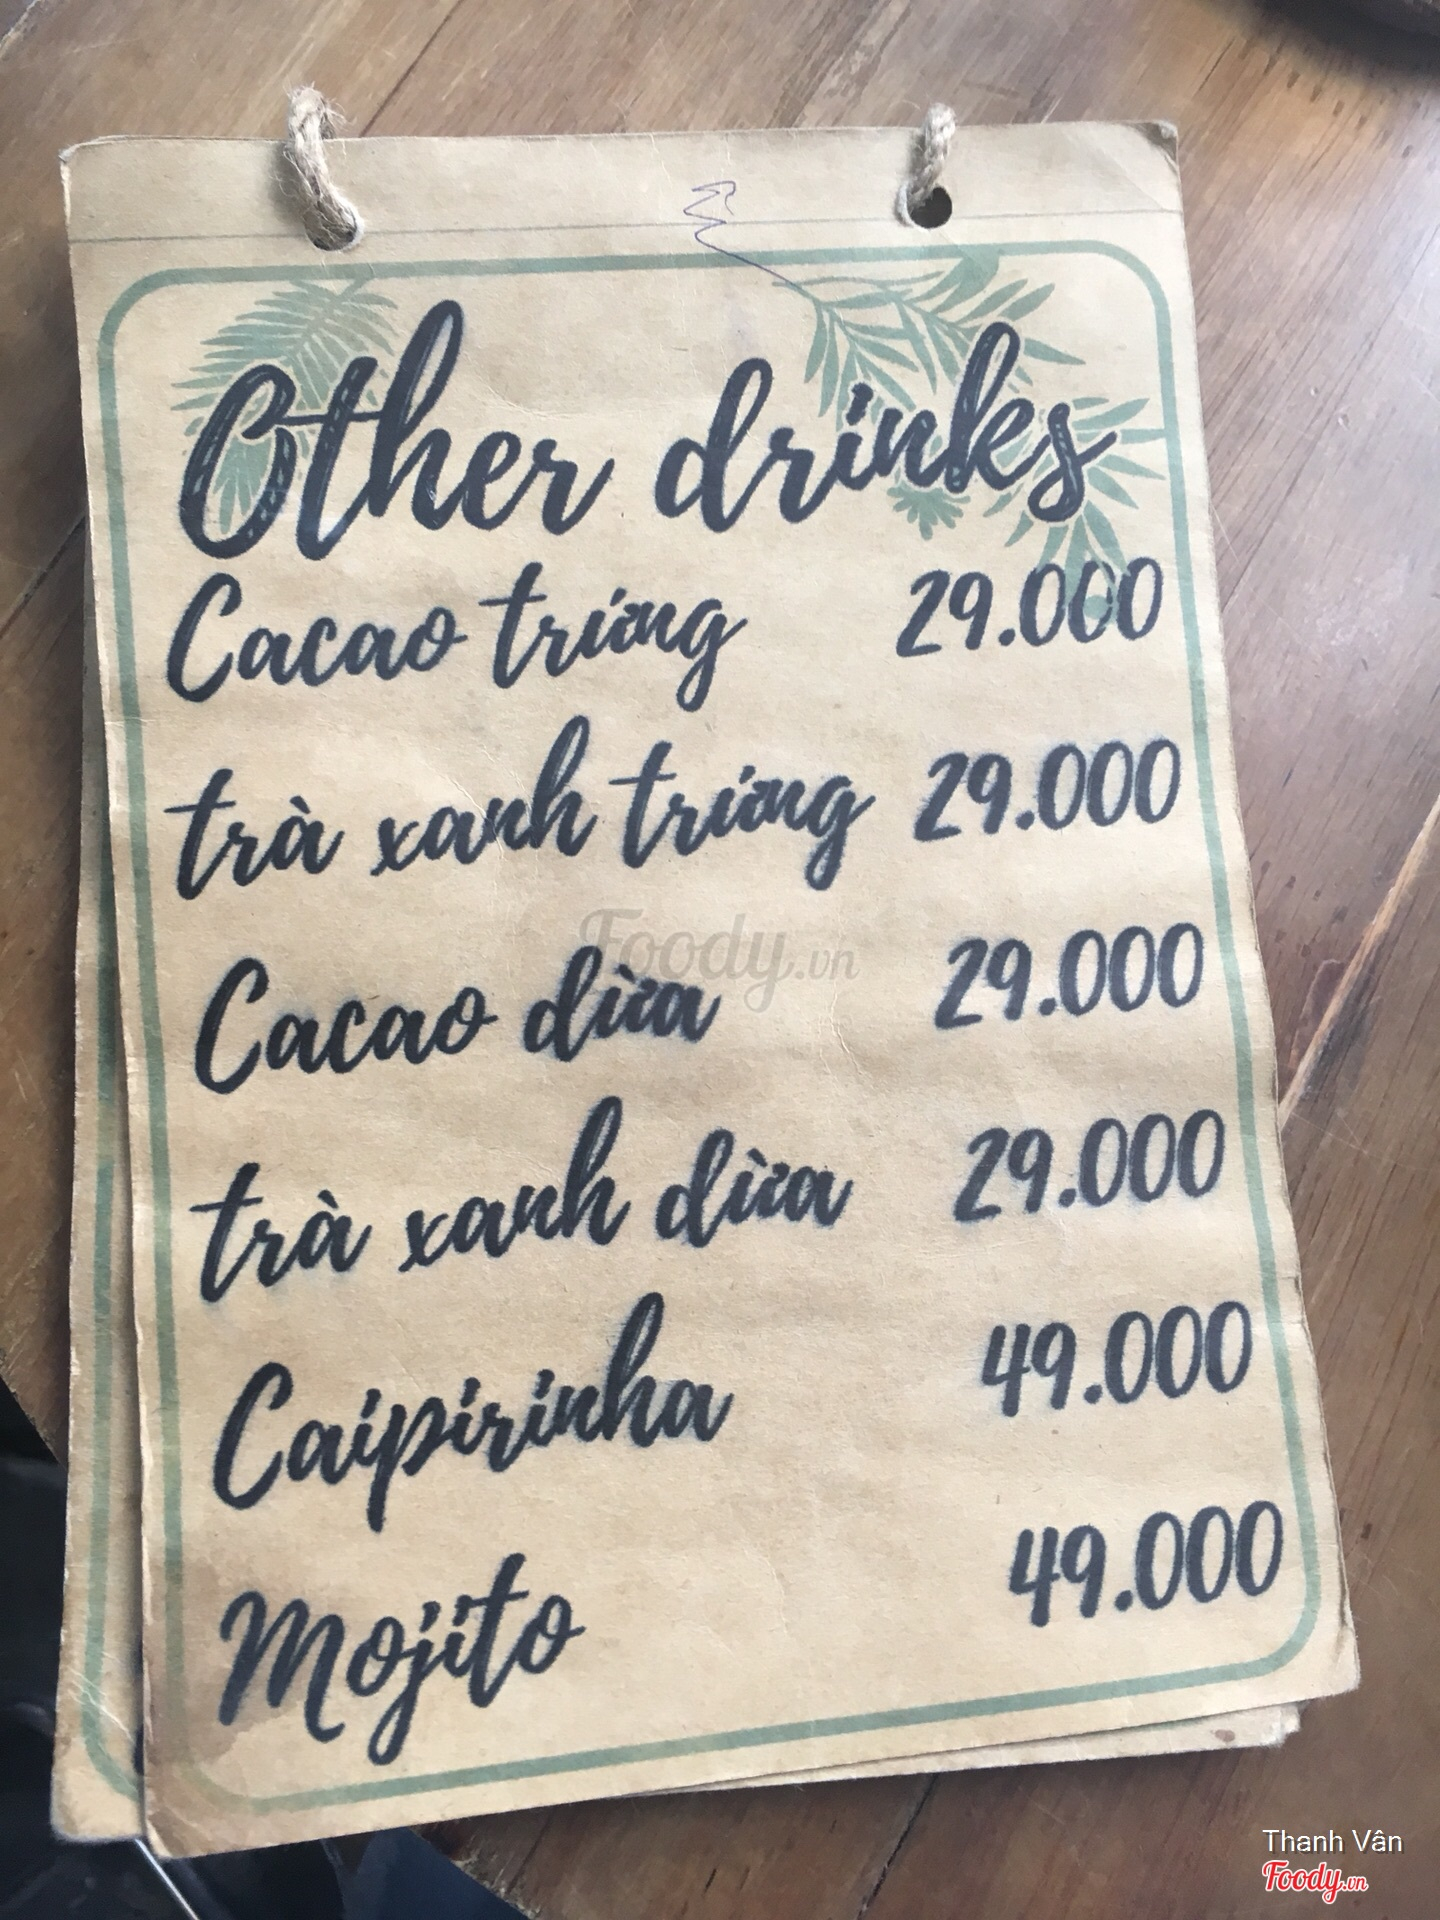 Other drinks
Cacao trứng 29.000
trà xanh trứng 29.000
Foody.vn
Cacao dừa 29.000
trà xanh dừa 29.000
Caipirinha 49.000
Mojito 49.000
Thanh Vân
Foody.vn